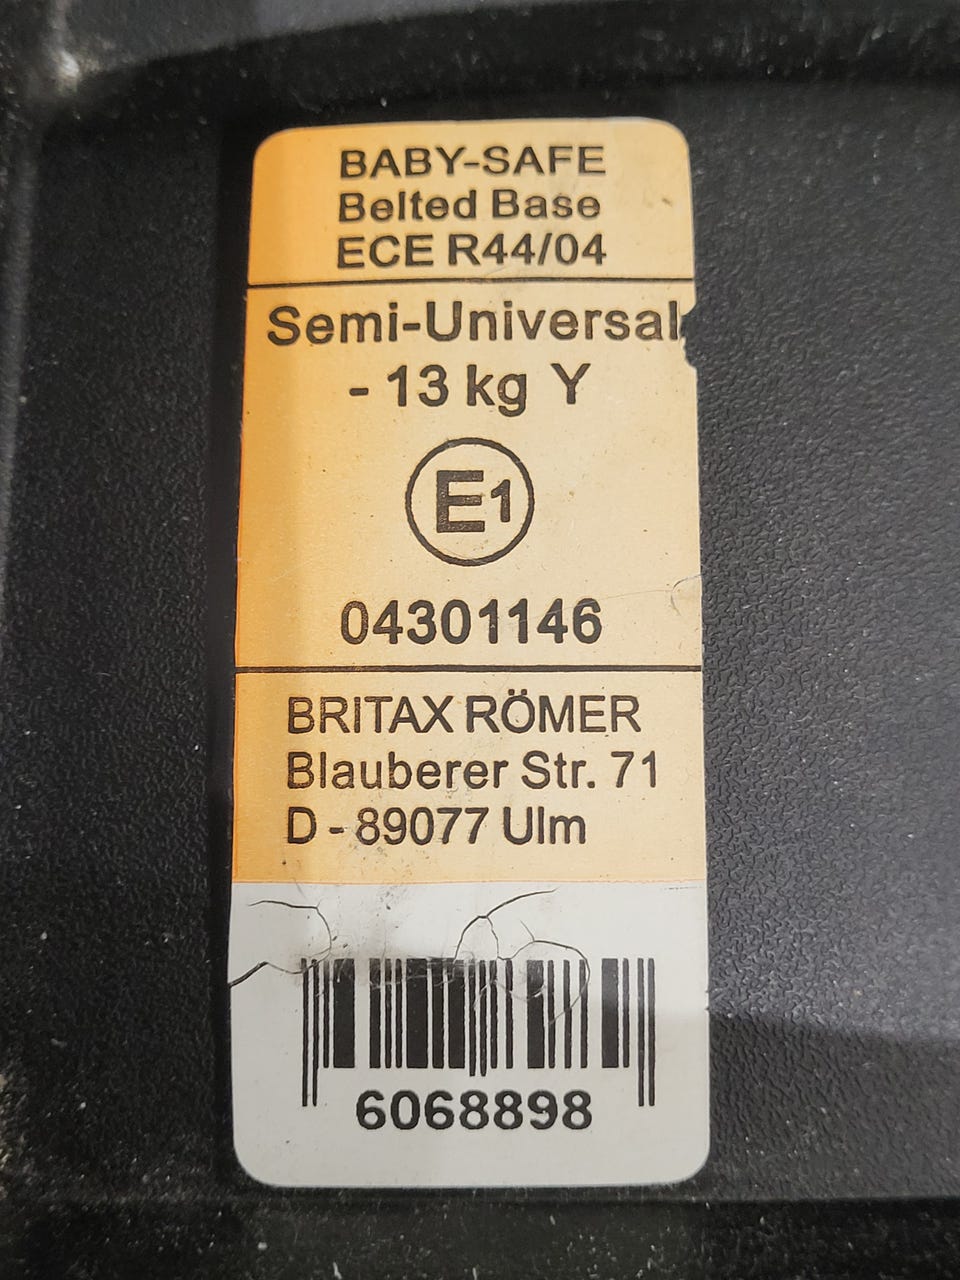 BABY-SAFE
Belted Base
ECE R44/04
Semi-Universal
- 13 kg Y
E1
04301146
BRITAX RÖMER
Blauberer Str. 71
D - 89077 Ulm
6068898